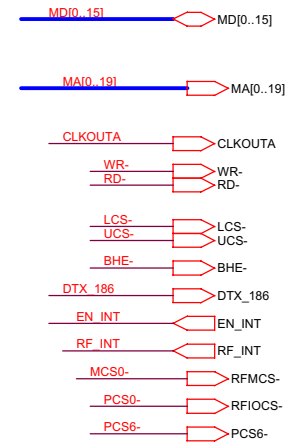 MD[0..15] MD[0..15]
MA[0..19] MA[0..19]
CLKOUTA CLKOUTA
WR- WR-
RD- RD-
LCS- LCS-
UCS- UCS-
BHE- BHE-
DTX_186 DTX_186
EN_INT EN_INT
RF_INT RF_INT
MCS0- RFMCS-
PCS0- RFIOCS-
PCS6- PCS6-